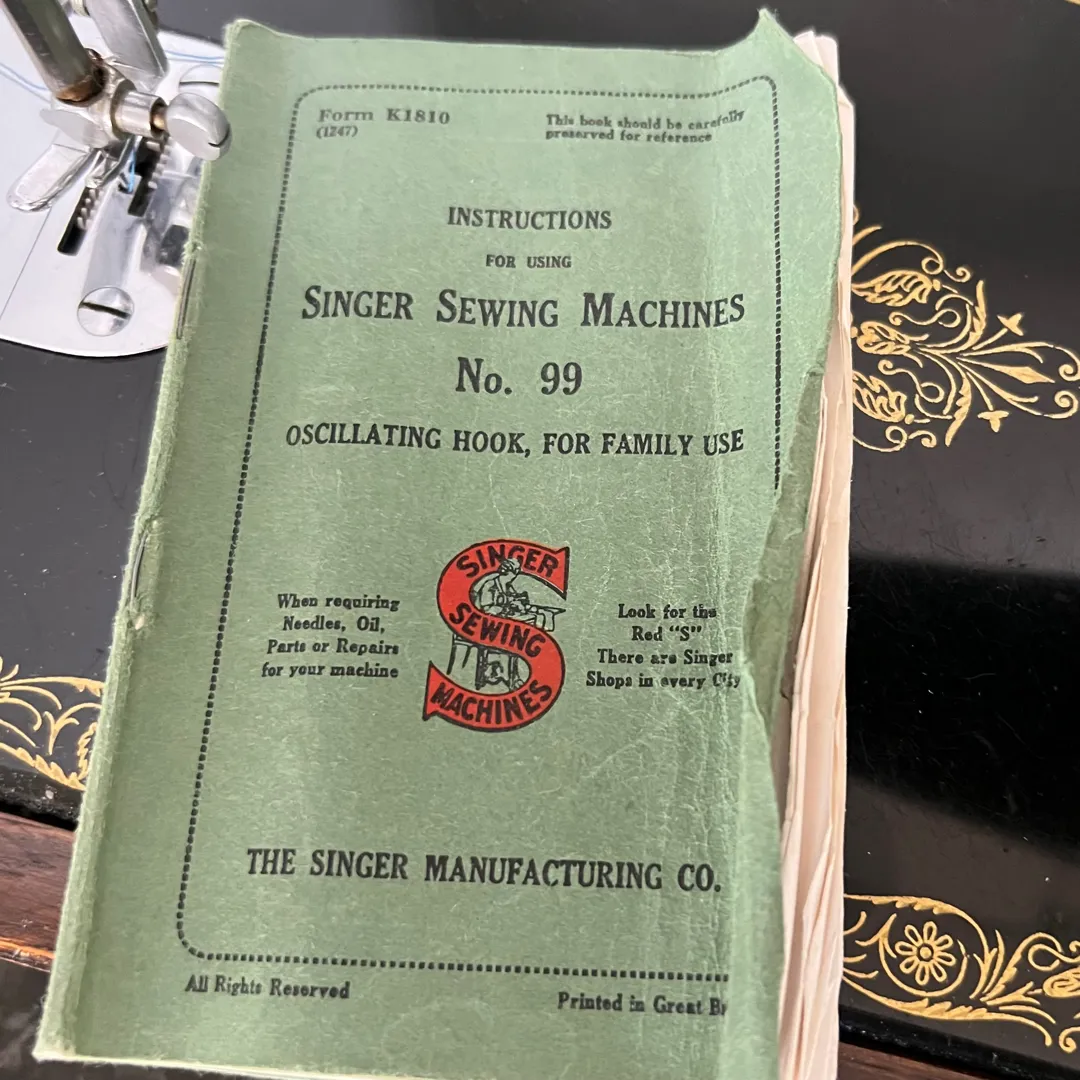 Form K1810
(1247)
This book should be carefully
preserved for reference
INSTRUCTIONS
FOR USING
SINGER SEWING MACHINES
No. 99
OSCILLATING HOOK, FOR FAMILY USE
When requiring
Needles, Oil,
Parts or Repairs
for your machine
SINGER
SEWING
MACHINES
Look for the
Red "S"
There are Singer
Shops in every City
THE SINGER MANUFACTURING CO.
All Rights Reserved
Printed in Great